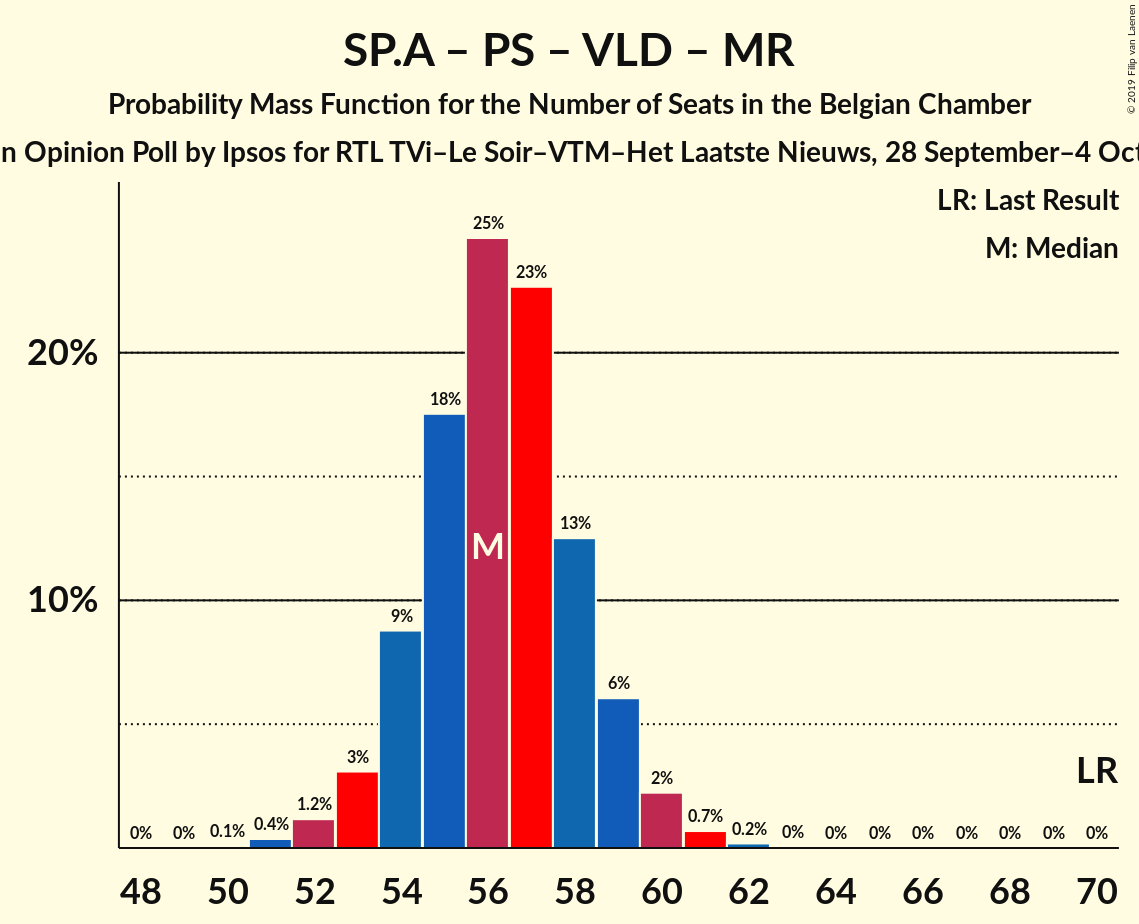 SP.A – PS – VLD – MR
Probability Mass Function for the Number of Seats in the Belgian Chamber
n Opinion Poll by Ipsos for RTL TVi–Le Soir–VTM–Het Laatste Nieuws, 28 September–4 Oct
© 2019 Filip van Laenen
LR: Last Result
M: Median
20%
10%
0% 0% 0.1% 0.4% 1.2% 3% 9% 18% 25% 23% 13% 6% 2% 0.7% 0.2% 0% 0% 0% 0% 0% 0% 0% 0%
M
LR
48 50 52 54 56 58 60 62 64 66 68 70